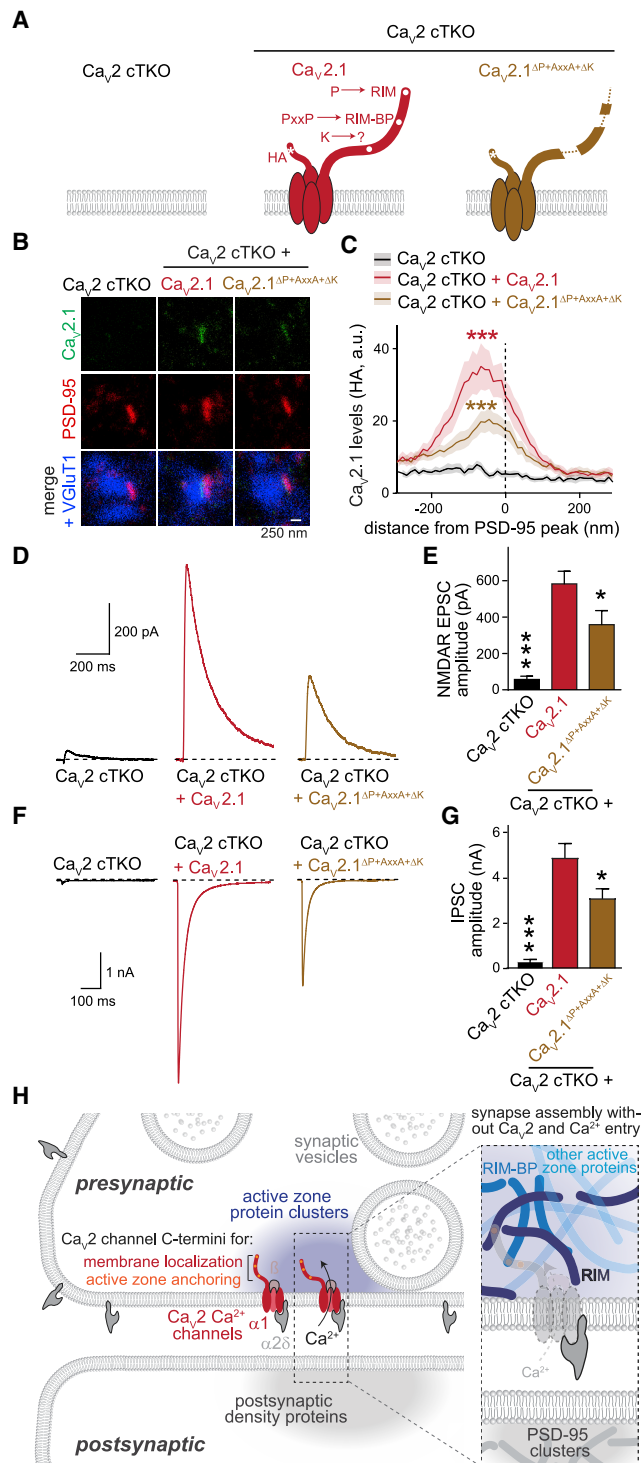 A
Caᵥ2 cTKO
Caᵥ2 cTKO
Caᵥ2.1
Caᵥ2.1ΔP+AxxA+ΔK
P → RIM
PxxP → RIM-BP
K → ?
HA
B
Caᵥ2 cTKO +
Caᵥ2 cTKO
Caᵥ2.1
Caᵥ2.1ΔP+AxxA+ΔK
Caᵥ2.1
PSD-95
merge
+ VGluT1
250 nm
C
Caᵥ2 cTKO
Caᵥ2 cTKO + Caᵥ2.1
Caᵥ2 cTKO + Caᵥ2.1ΔP+AxxA+ΔK
Caᵥ2.1 levels (HA, a.u.)
40
20
0
***
***
-200
0
200
distance from PSD-95 peak (nm)
D
200 pA
200 ms
Caᵥ2 cTKO
Caᵥ2 cTKO
+ Caᵥ2.1
Caᵥ2 cTKO
+ Caᵥ2.1ΔP+AxxA+ΔK
E
NMDAR EPSC
amplitude (pA)
600
400
200
0
***
*
Caᵥ2 cTKO
Caᵥ2.1
Caᵥ2.1ΔP+AxxA+ΔK
Caᵥ2 cTKO +
F
Caᵥ2 cTKO
Caᵥ2 cTKO
+ Caᵥ2.1
Caᵥ2 cTKO
+ Caᵥ2.1ΔP+AxxA+ΔK
1 nA
100 ms
G
IPSC
amplitude (nA)
6
4
2
0
***
*
Caᵥ2 cTKO
Caᵥ2.1
Caᵥ2.1ΔP+AxxA+ΔK
Caᵥ2 cTKO +
H
synaptic
vesicles
presynaptic
active zone
protein clusters
Caᵥ2 channel C-termini for:
membrane localization
active zone anchoring
β
Caᵥ2 Ca²⁺
channels
α1
α2δ
Ca²⁺
postsynaptic
density proteins
postsynaptic
synapse assembly with-
out Caᵥ2 and Ca²⁺ entry
other active
zone proteins
RIM-BP
RIM
Ca²⁺
PSD-95
clusters